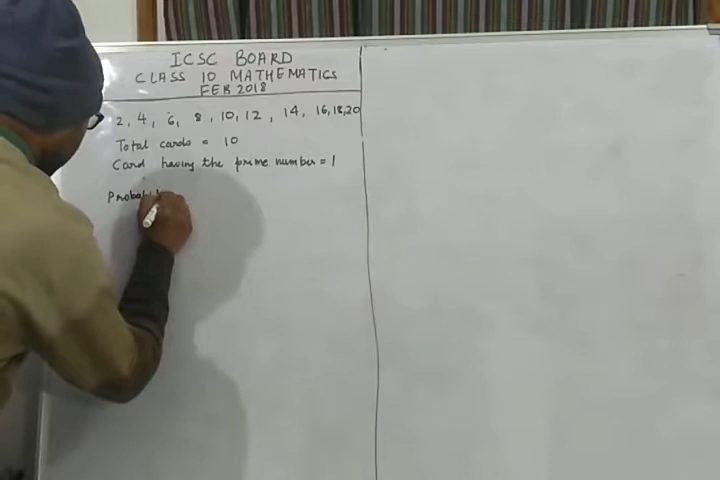 ICSC BOARD
CLASS 10 MATHEMATICS
FEB 2018
2, 4, 6, 8, 10, 12, 14, 16, 18, 20
Total cards = 10
Card having the prime number = 1